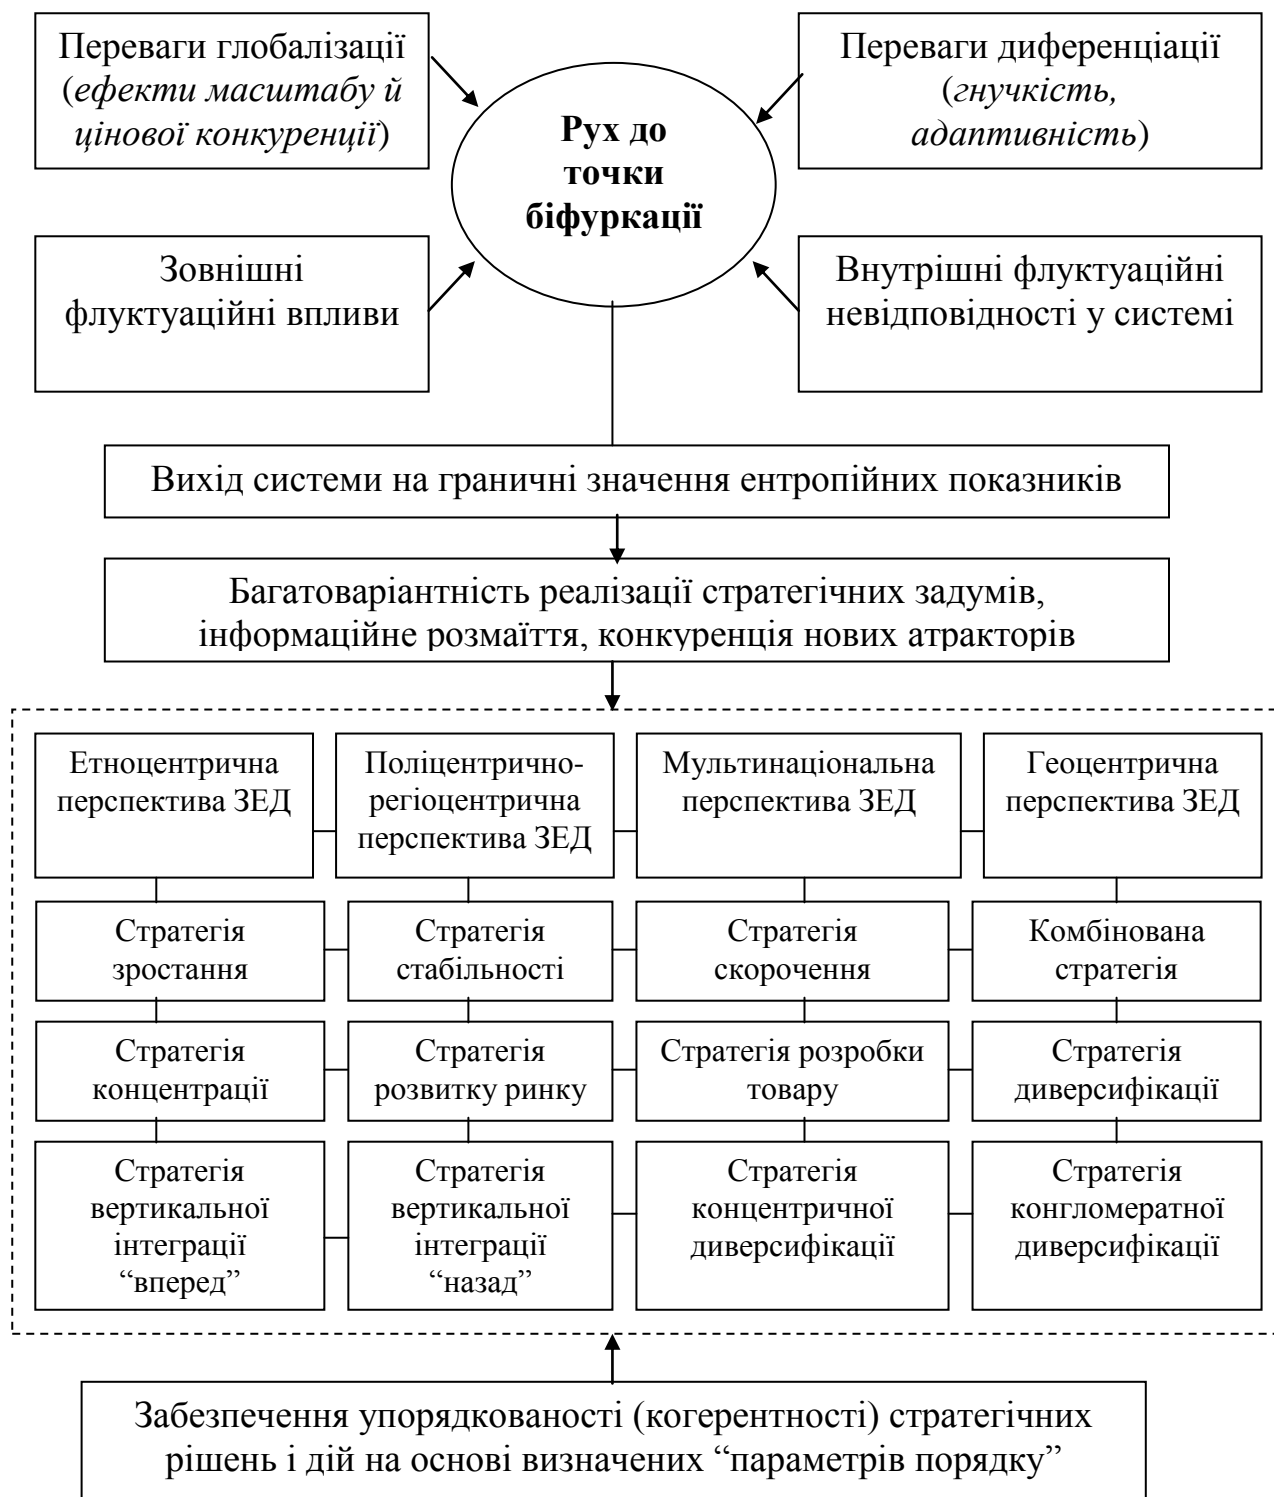 Переваги глобалізації
(ефекти масштабу й
цінової конкуренції)
Переваги диференціації
(гнучкість,
адаптивність)
Рух до
точки
біфуркації
Зовнішні
флуктуаційні впливи
Внутрішні флуктуаційні
невідповідності у системі
Вихід системи на граничні значення ентропійних показників
Багатоваріантність реалізації стратегічних задумів,
інформаційне розмаїття, конкуренція нових атракторів
Етноцентрична
перспектива ЗЕД
Поліцентрично-
регіоцентрична
перспектива ЗЕД
Мультинаціональна
перспектива ЗЕД
Геоцентрична
перспектива ЗЕД
Стратегія
зростання
Стратегія
стабільності
Стратегія
скорочення
Комбінована
стратегія
Стратегія
концентрації
Стратегія
розвитку ринку
Стратегія розробки
товару
Стратегія
диверсифікації
Стратегія
вертикальної
інтеграції
“вперед”
Стратегія
вертикальної
інтеграції
“назад”
Стратегія
концентричної
диверсифікації
Стратегія
конгломератної
диверсифікації
Забезпечення упорядкованості (когерентності) стратегічних
рішень і дій на основі визначених “параметрів порядку”